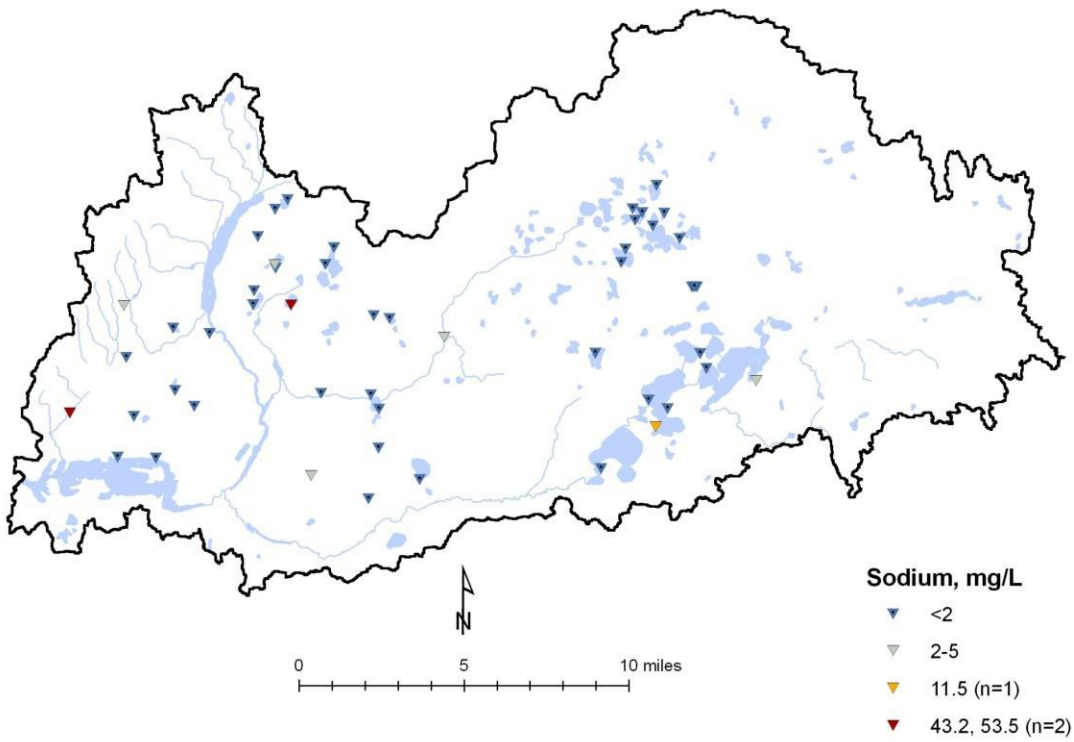 N
0 5 10 miles
Sodium, mg/L
<2
2-5
11.5 (n=1)
43.2, 53.5 (n=2)